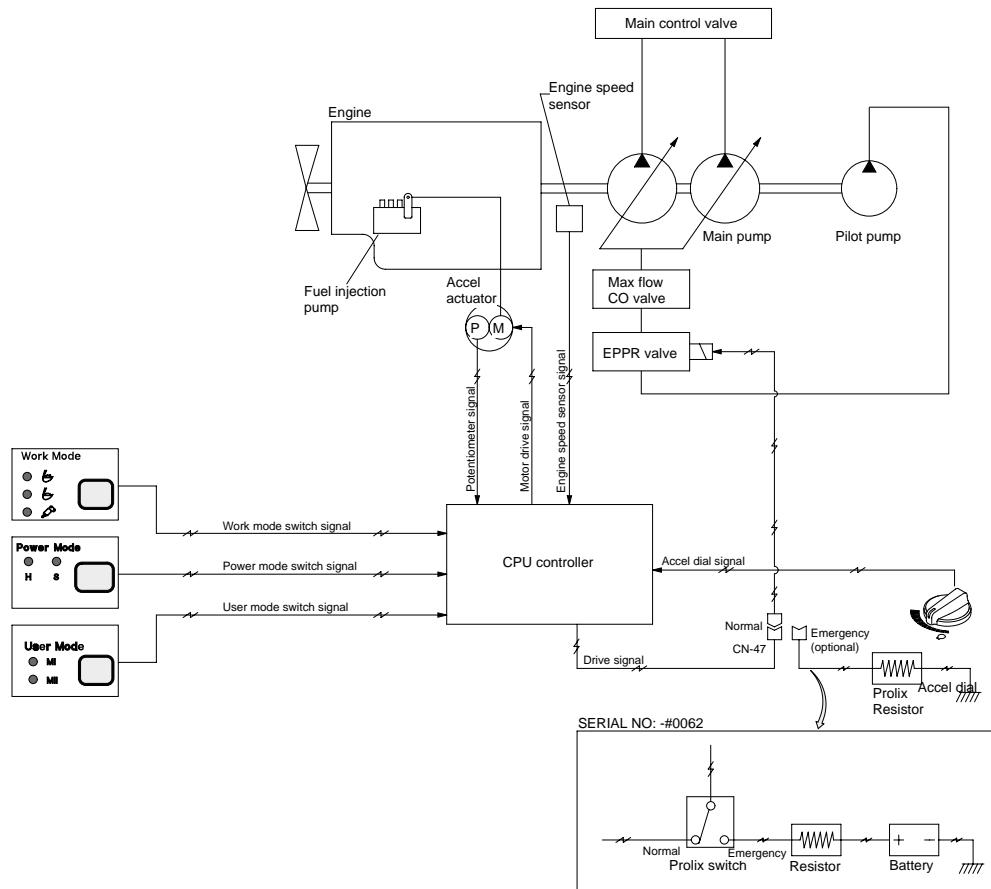 Main control valve
Engine speed
sensor
Engine
Main pump
Pilot pump
Fuel injection
pump
Accel
actuator
Max flow
CO valve
P
M
EPPR valve
Potentiometer signal
Motor drive signal
Engine speed sensor signal
Work Mode
Work mode switch signal
Power Mode
H S
Power mode switch signal
CPU controller
Accel dial signal
User mode switch signal
User Mode
MI
MII
Normal
CN-47
Emergency
(optional)
Drive signal
Prolix
Resistor
Accel dial
SERIAL NO: -#0062
Normal
Emergency
Prolix switch
Resistor
+ -
Battery